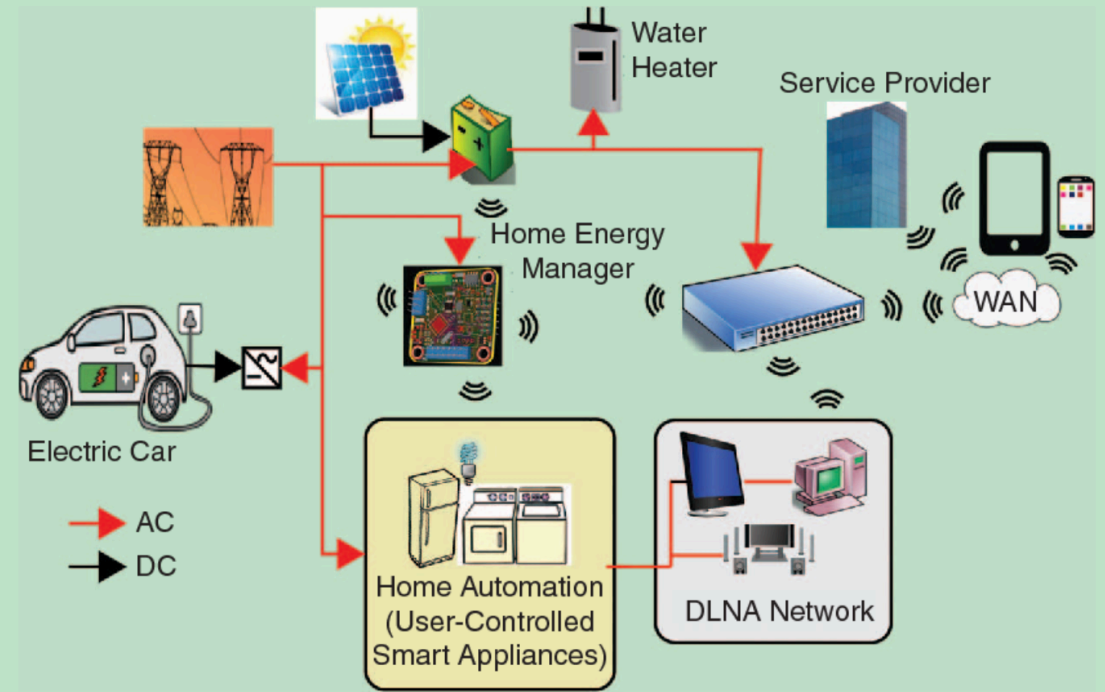 Water
Heater
Service Provider
Home Energy
Manager
WAN
Electric Car
AC
DC
Home Automation
(User-Controlled
Smart Appliances)
DLNA Network